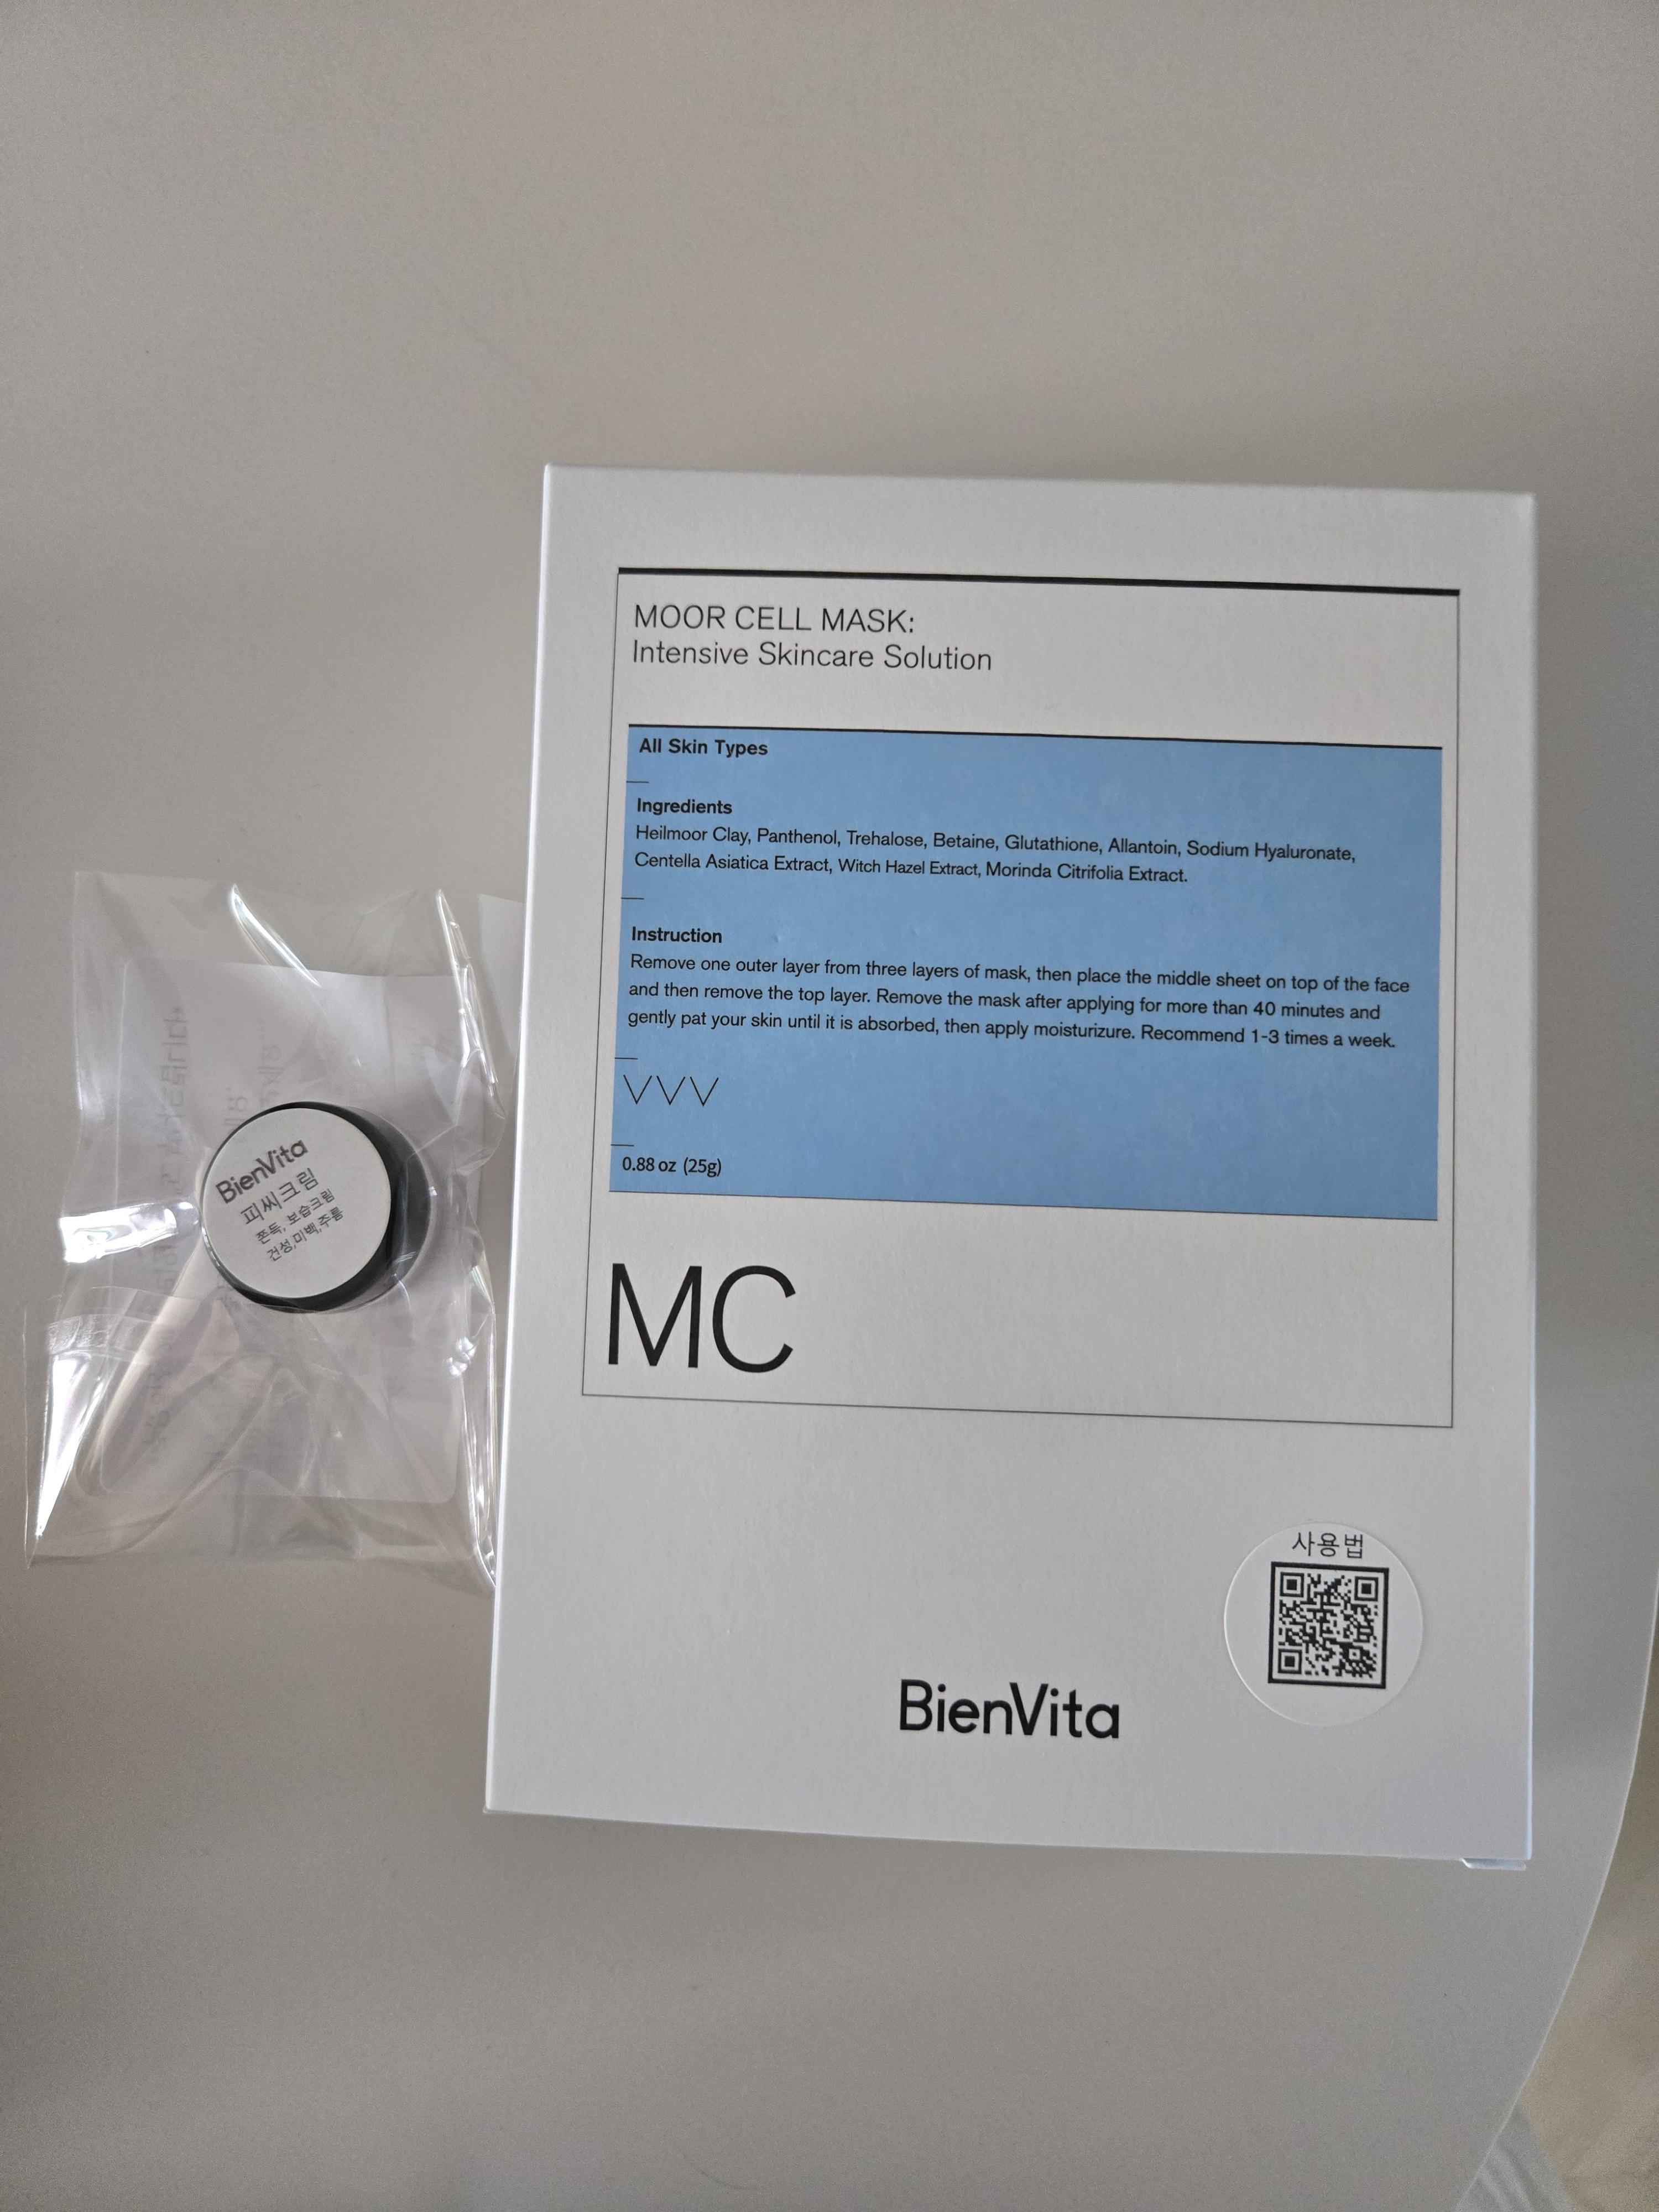 MOOR CELL MASK:
Intensive Skincare Solution
All Skin Types
Ingredients
Heilmoor Clay, Panthenol, Trehalose, Betaine, Glutathione, Allantoin, Sodium Hyaluronate,
Centella Asiatica Extract, Witch Hazel Extract, Morinda Citrifolia Extract.
Instruction
Remove one outer layer from three layers of mask, then place the middle sheet on top of the face
and then remove the top layer. Remove the mask after applying for more than 40 minutes and
gently pat your skin until it is absorbed, then apply moisturizure. Recommend 1-3 times a week.
VVV
0.88 oz (25g)
MC
사용법
BienVita
BienVita
피씨크림
쫀득, 보습크림
건성,미백,주름